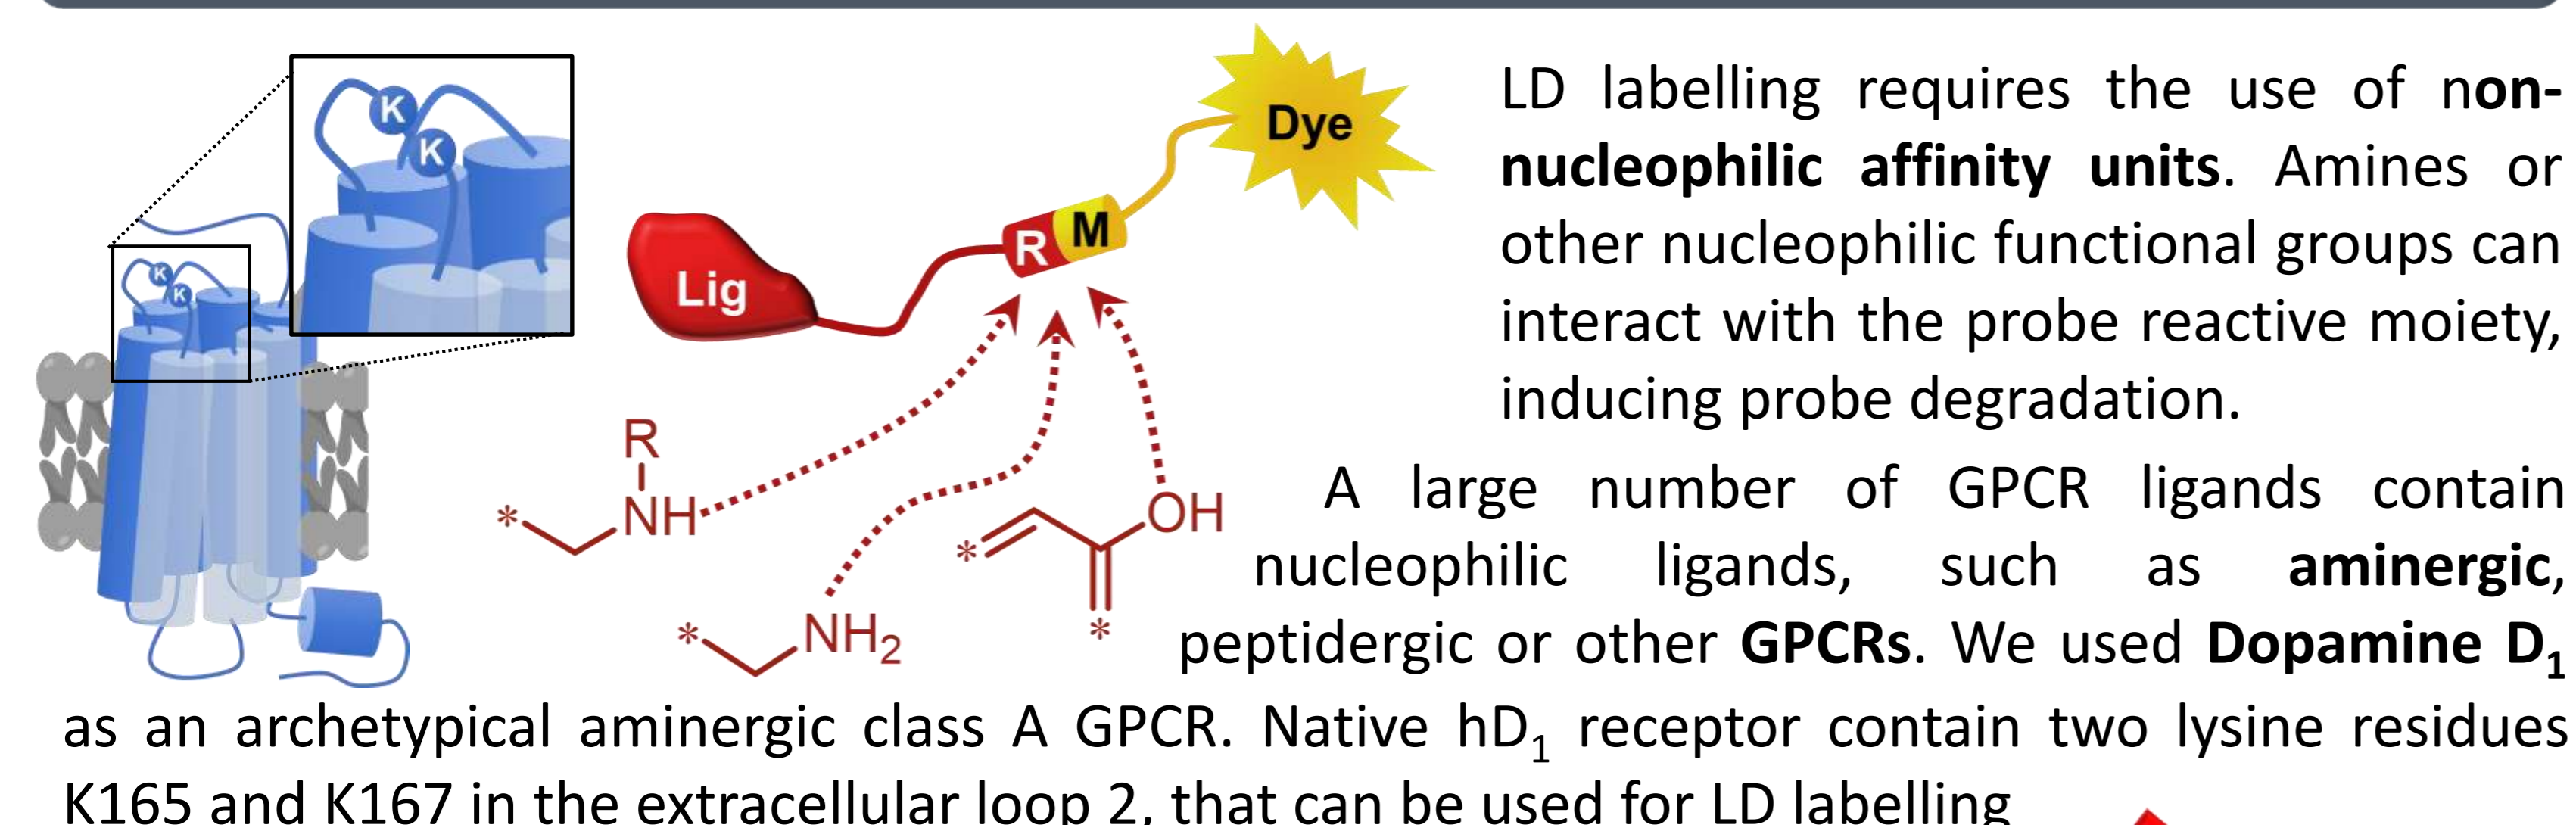 K
K
K
K
Lig
R M
Dye
R
NH
*
NH₂
*
OH
*
*
LD labelling requires the use of non-
nucleophilic affinity units. Amines or
other nucleophilic functional groups can
interact with the probe reactive moiety,
inducing probe degradation.
A large number of GPCR ligands contain
nucleophilic ligands, such as aminergic,
peptidergic or other GPCRs. We used Dopamine D₁
as an archetypical aminergic class A GPCR. Native hD₁ receptor contain two lysine residues
K165 and K167 in the extracellular loop 2, that can be used for LD labelling